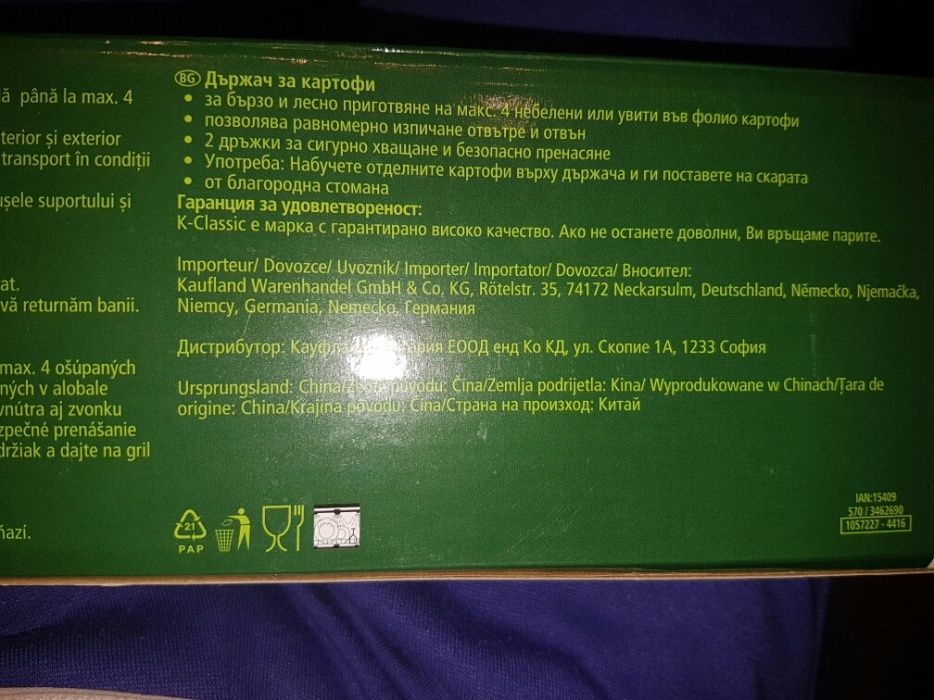 lă până la max. 4
terior și exterior
transport în condiții
ușele suportului și
at.
vă returnăm banii.
max. 4 ošúpaných
ných v alobale
vnútra aj zvonku
zpečné prenášanie
držiak a dajte na gril
ňazí.
BG Държач за картофи
• за бързо и лесно приготвяне на макс. 4 небелени или увити във фолио картофи
• позволява равномерно изпичане отвътре и отвън
• 2 дръжки за сигурно хващане и безопасно пренасяне
• Употреба: Набучете отделните картофи върху държача и ги поставете на скарата
• от благородна стомана
Гаранция за удовлетвореност:
K-Classic е марка с гарантирано високо качество. Ако не останете доволни, Ви връщаме парите.
Importeur/ Dovozce/ Uvoznik/ Importer/ Importator/ Dovozca/ Вносител:
Kaufland Warenhandel GmbH & Co. KG, Rötelstr. 35, 74172 Neckarsulm, Deutschland, Německo, Njemačka,
Niemcy, Germania, Nemecko, Германия
Дистрибутор: ЕООД енд Ко КД, ул. Скопие 1А, 1233 София
Ursprungsland: China/Země původu: Čína/Zemlja podrijetla: Kina/ Wyprodukowane w Chinach/Țara de
origine: China/Krajina pôvodu: Čína/Страна на произход: Китай
21
PAP
IAN:15409
570 / 3462690
1057227 - 4416